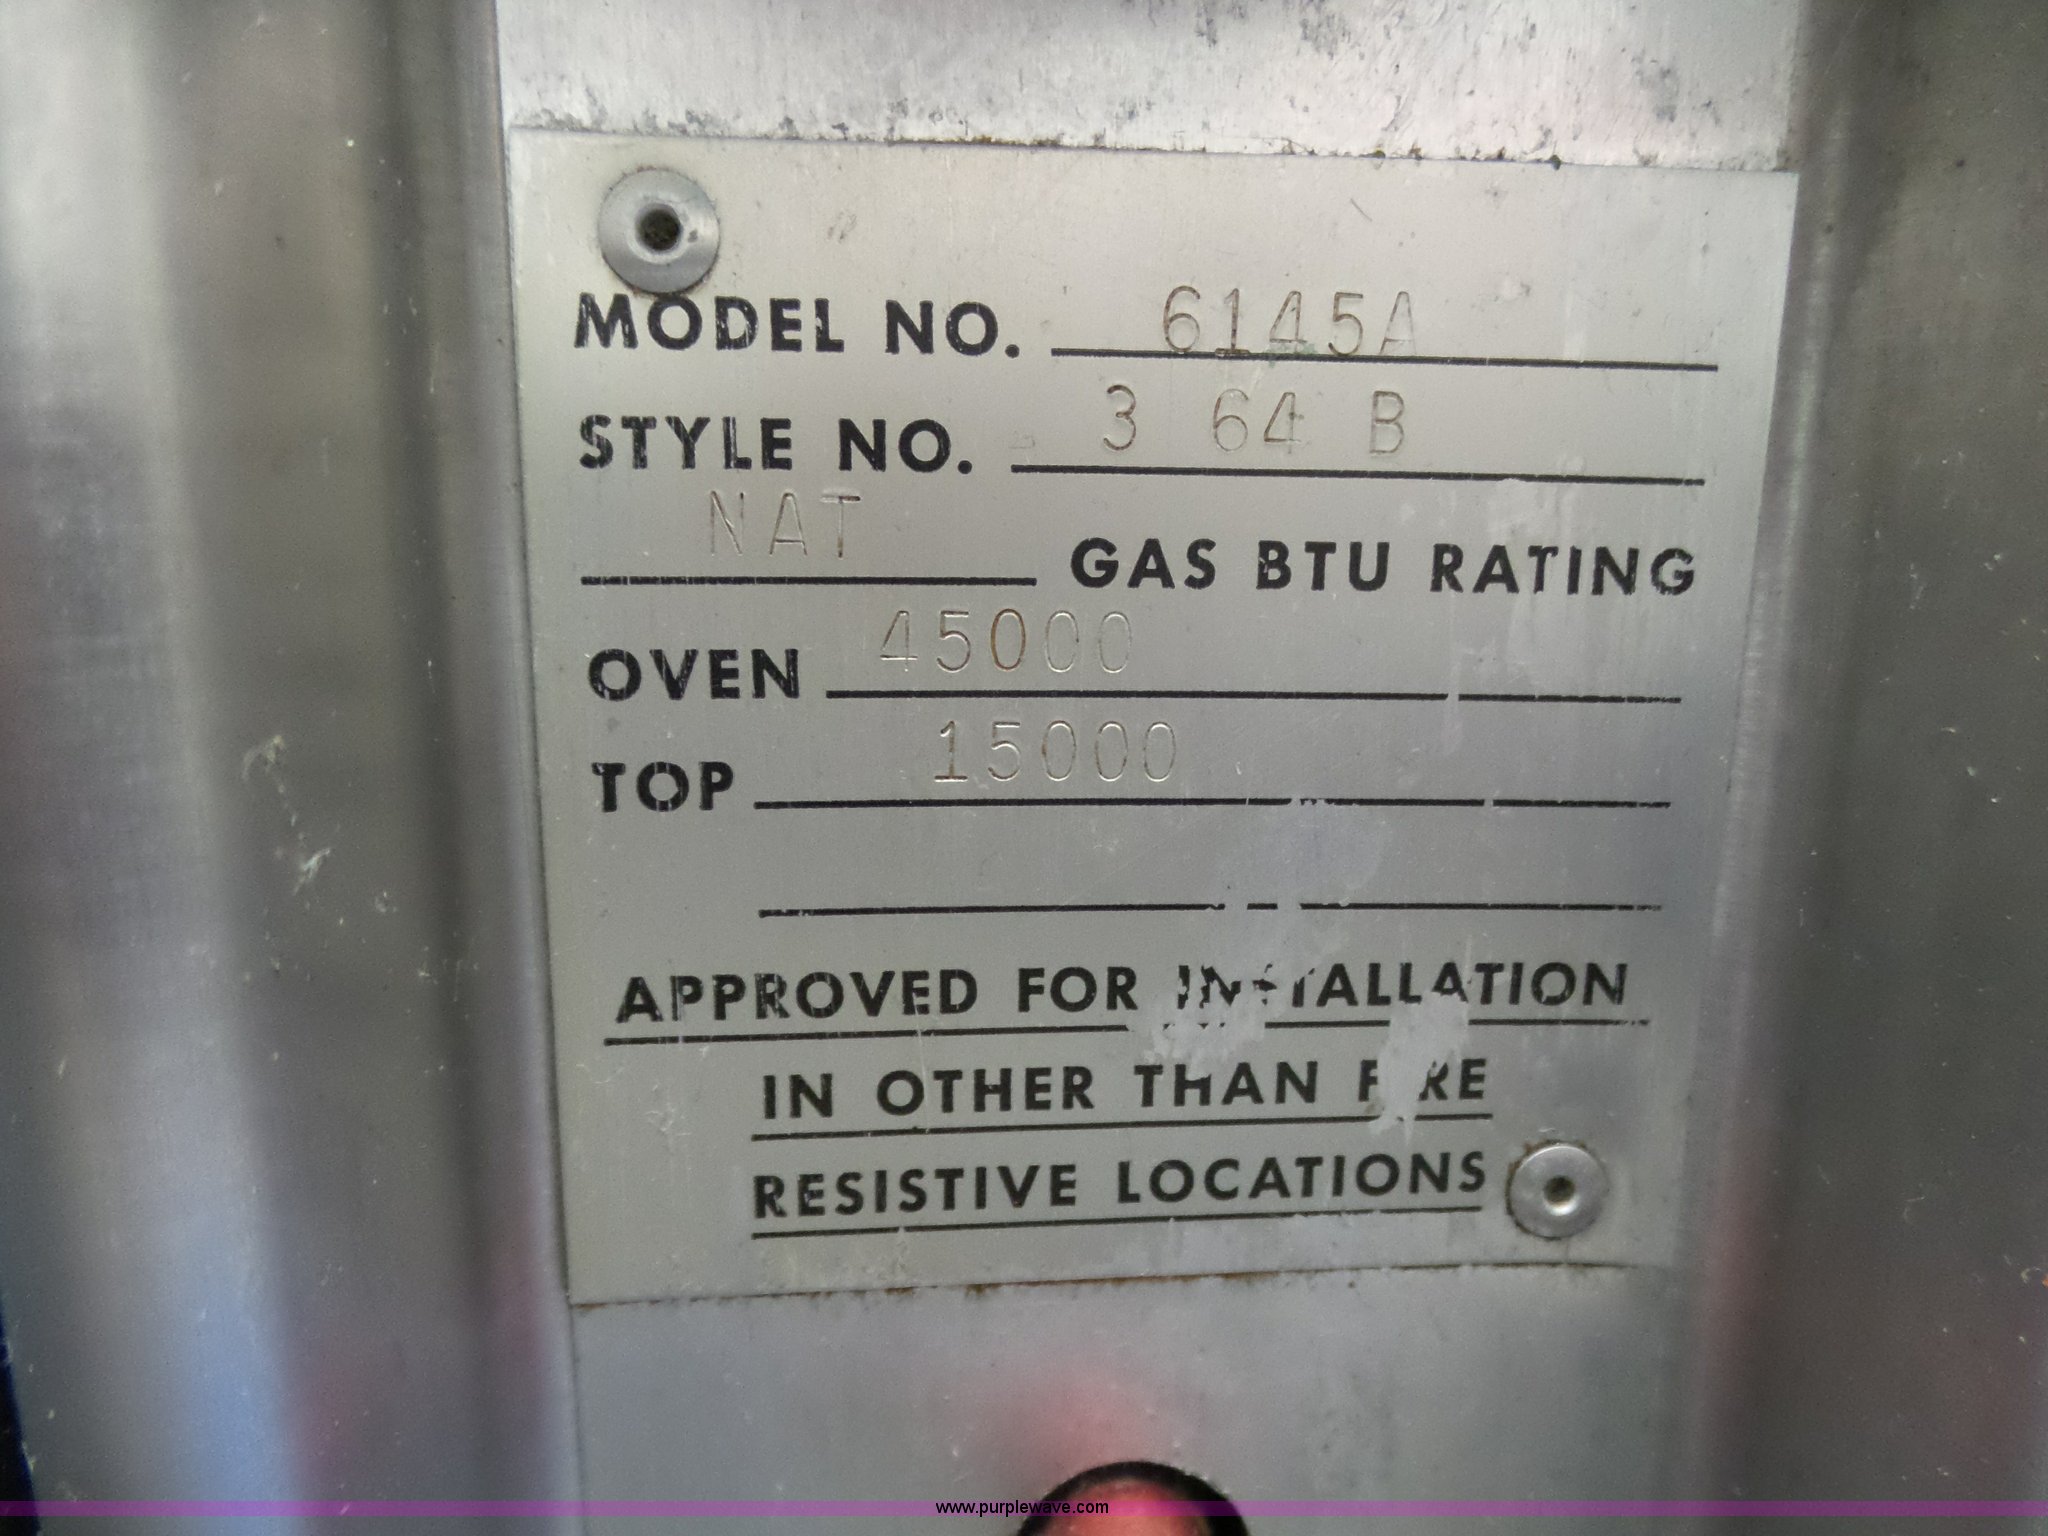 MODEL NO. 6145A
STYLE NO. 3 64 B
NAT GAS BTU RATING
OVEN 45000
TOP 15000
APPROVED FOR INSTALLATION
IN OTHER THAN FIRE
RESISTIVE LOCATIONS
www.purplewave.com